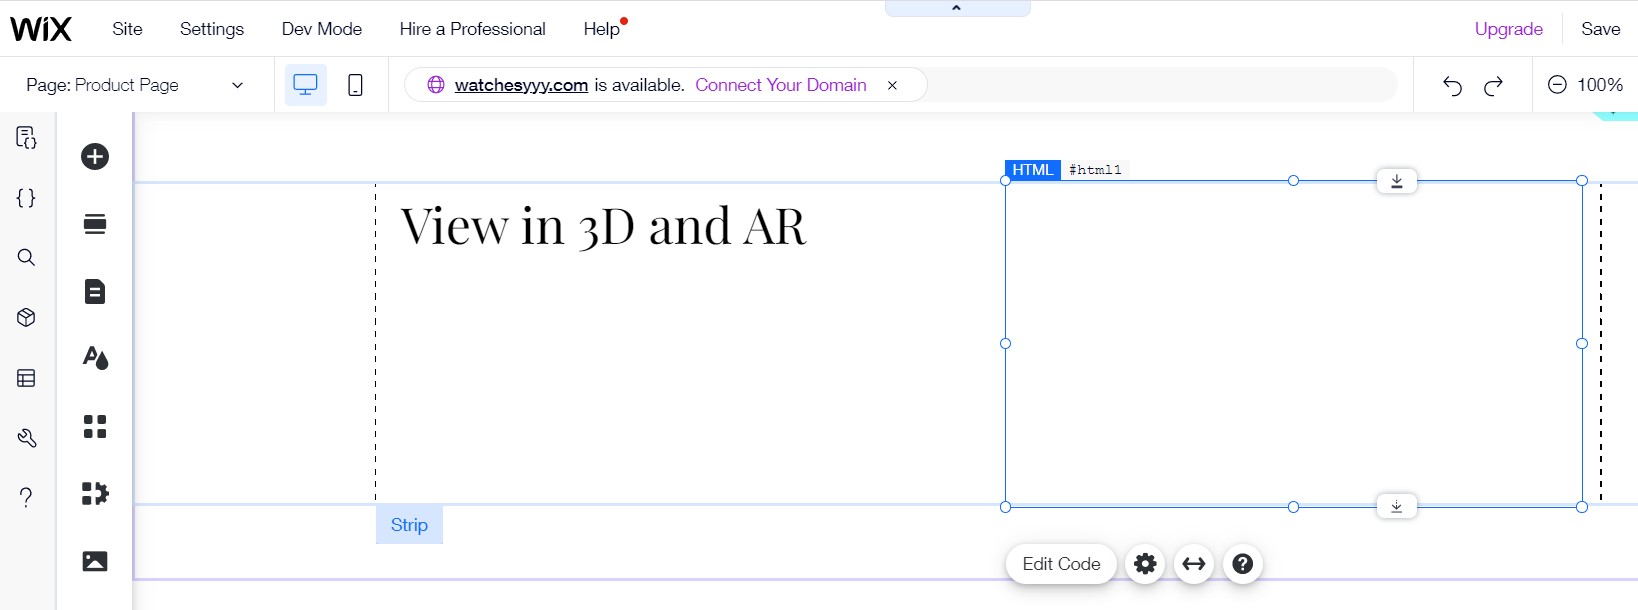 WiX Site Settings Dev Mode Hire a Professional Help Upgrade Save
Page: Product Page watchesyyy.com is available. Connect Your Domain × 100%
HTML #html1
View in 3D and AR
Strip
Edit Code